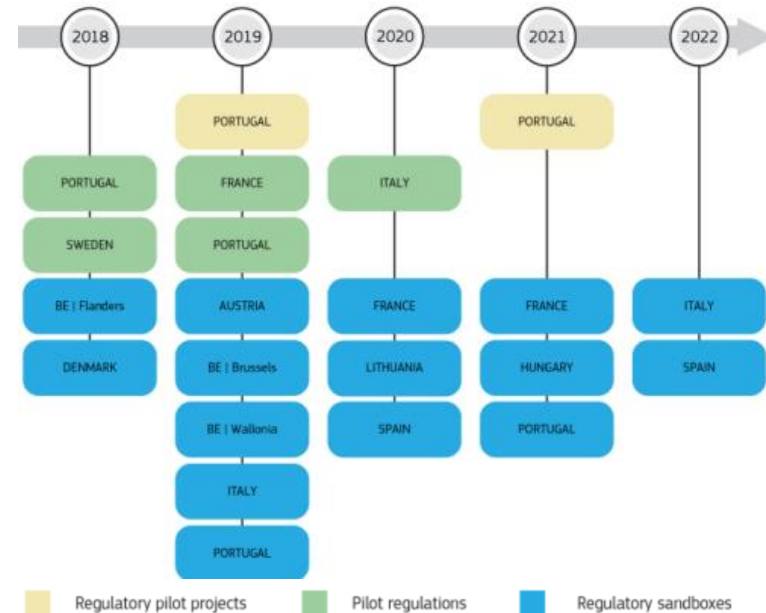 2018
2019
2020
2021
2022
PORTUGAL
PORTUGAL
PORTUGAL
FRANCE
ITALY
SWEDEN
PORTUGAL
BE | Flanders
AUSTRIA
FRANCE
FRANCE
ITALY
DENMARK
BE | Brussels
LITHUANIA
HUNGARY
SPAIN
BE | Wallonia
SPAIN
PORTUGAL
ITALY
PORTUGAL
Regulatory pilot projects
Pilot regulations
Regulatory sandboxes